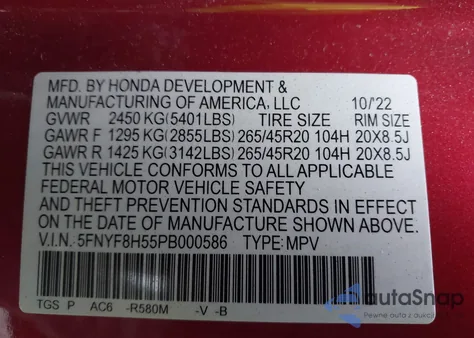 MFD. BY HONDA DEVELOPMENT &
MANUFACTURING OF AMERICA, LLC 10/'22
GVWR 2450 KG(5401LBS) TIRE SIZE RIM SIZE
GAWR F 1295 KG(2855LBS) 265/45R20 104H 20X8.5J
GAWR R 1425 KG(3142LBS) 265/45R20 104H 20X8.5J
THIS VEHICLE CONFORMS TO ALL APPLICABLE
FEDERAL MOTOR VEHICLE SAFETY
AND THEFT PREVENTION STANDARDS IN EFFECT
ON THE DATE OF MANUFACTURE SHOWN ABOVE.
V.I.N. 5FNYF8H55PB000586 TYPE: MPV
TGS P AC6 -R580M -V -B
autoSnap
Pewne auta z aukcji